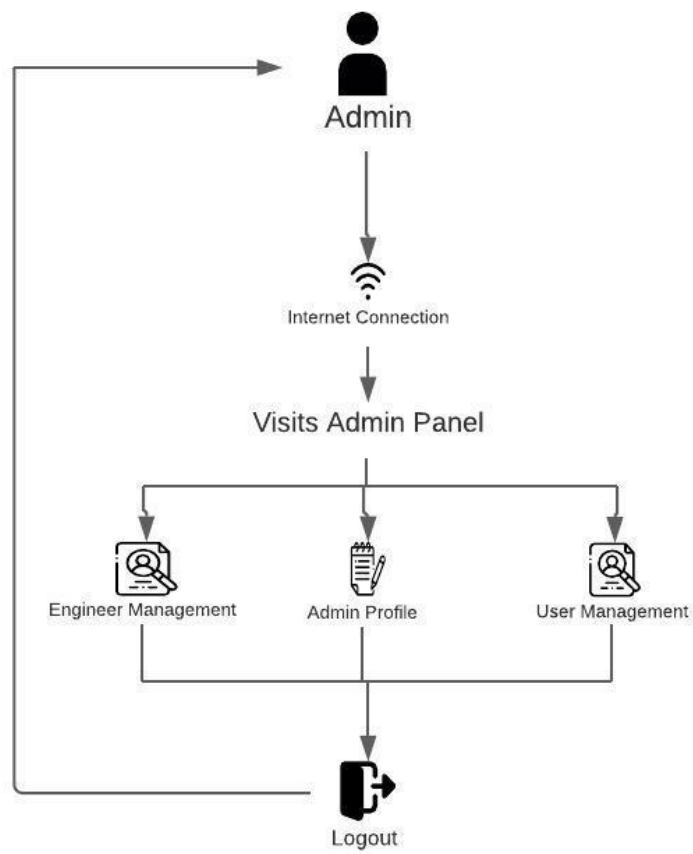 Admin
Internet Connection
Visits Admin Panel
Engineer Management
Admin Profile
User Management
Logout